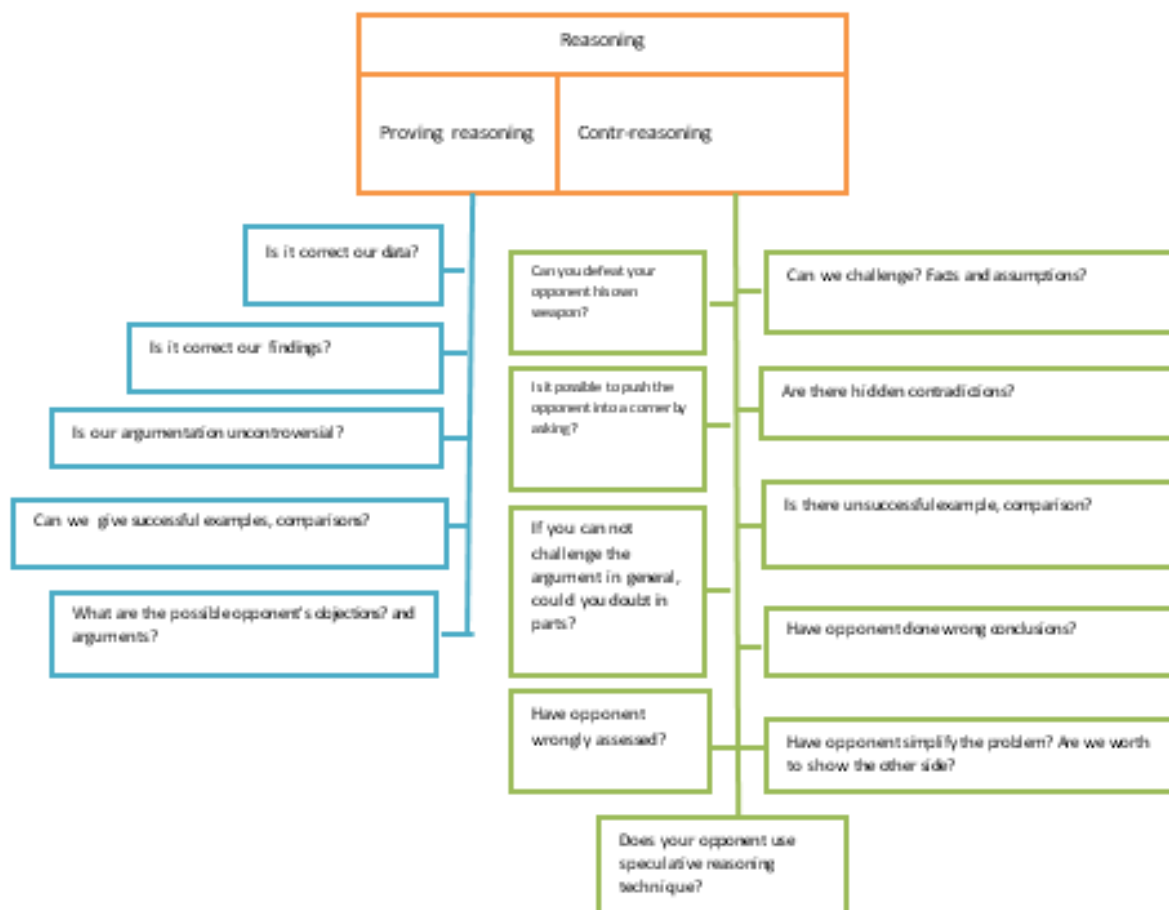 Reasoning
Proving reasoning
Contr-reasoning
Is it correct our data?
Is it correct our findings?
Is our argumentation uncontroversial?
Can we give successful examples, comparisons?
What are the possible opponent's objections? and
arguments?
Can you defeat your
opponent his own
weapon?
Is it possible to push the
opponent into a corner by
asking?
If you can not
challenge the
argument in general,
could you doubt in
parts?
Have opponent
wrongly assessed?
Can we challenge? Facts and assumptions?
Are there hidden contradictions?
Is there unsuccessful example, comparison?
Have opponent done wrong conclusions?
Have opponent simplify the problem? Are we worth
to show the other side?
Does your opponent use
speculative reasoning
technique?